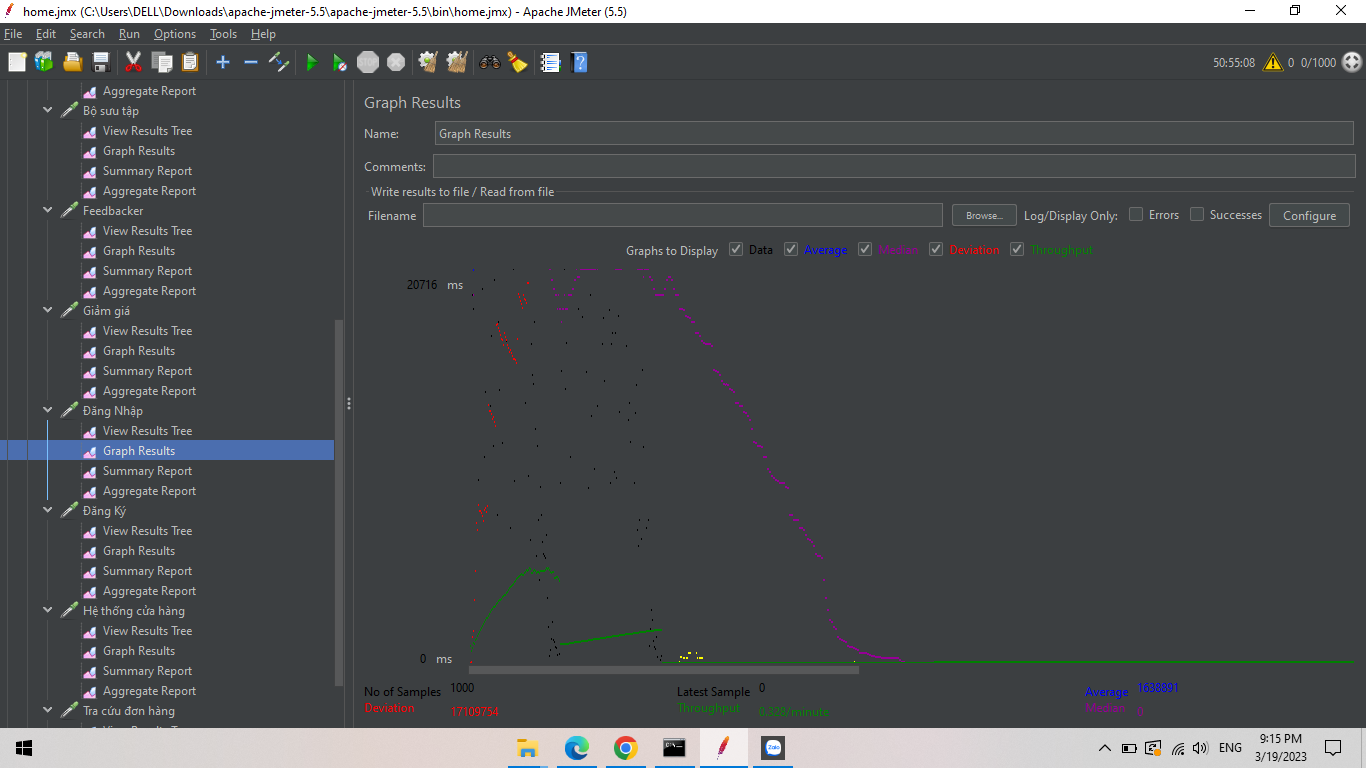 home.jmx (C:\Users\DELL\Downloads\apache-jmeter-5.5\apache-jmeter-5.5\bin\home.jmx) - Apache JMeter (5.5)
File Edit Search Run Options Tools Help
STOP
50:55:08 0 0/1000
Aggregate Report
Bộ sưu tập
View Results Tree
Graph Results
Summary Report
Aggregate Report
Feedbacker
View Results Tree
Graph Results
Summary Report
Aggregate Report
Giảm giá
View Results Tree
Graph Results
Summary Report
Aggregate Report
Đăng Nhập
View Results Tree
Graph Results
Summary Report
Aggregate Report
Đăng Ký
View Results Tree
Graph Results
Summary Report
Aggregate Report
Hệ thống cửa hàng
View Results Tree
Graph Results
Summary Report
Aggregate Report
Tra cứu đơn hàng
Graph Results
Name: Graph Results
Comments:
Write results to file / Read from file
Filename Browse... Log/Display Only: Errors Successes Configure
Graphs to Display Data Average Median Deviation Throughput
20716 ms
0 ms
No of Samples 1000 Latest Sample 0 Average 1638891
Deviation 17109754 Throughput 0.328/minute Median 0
Zalo
ENG
9:15 PM
3/19/2023